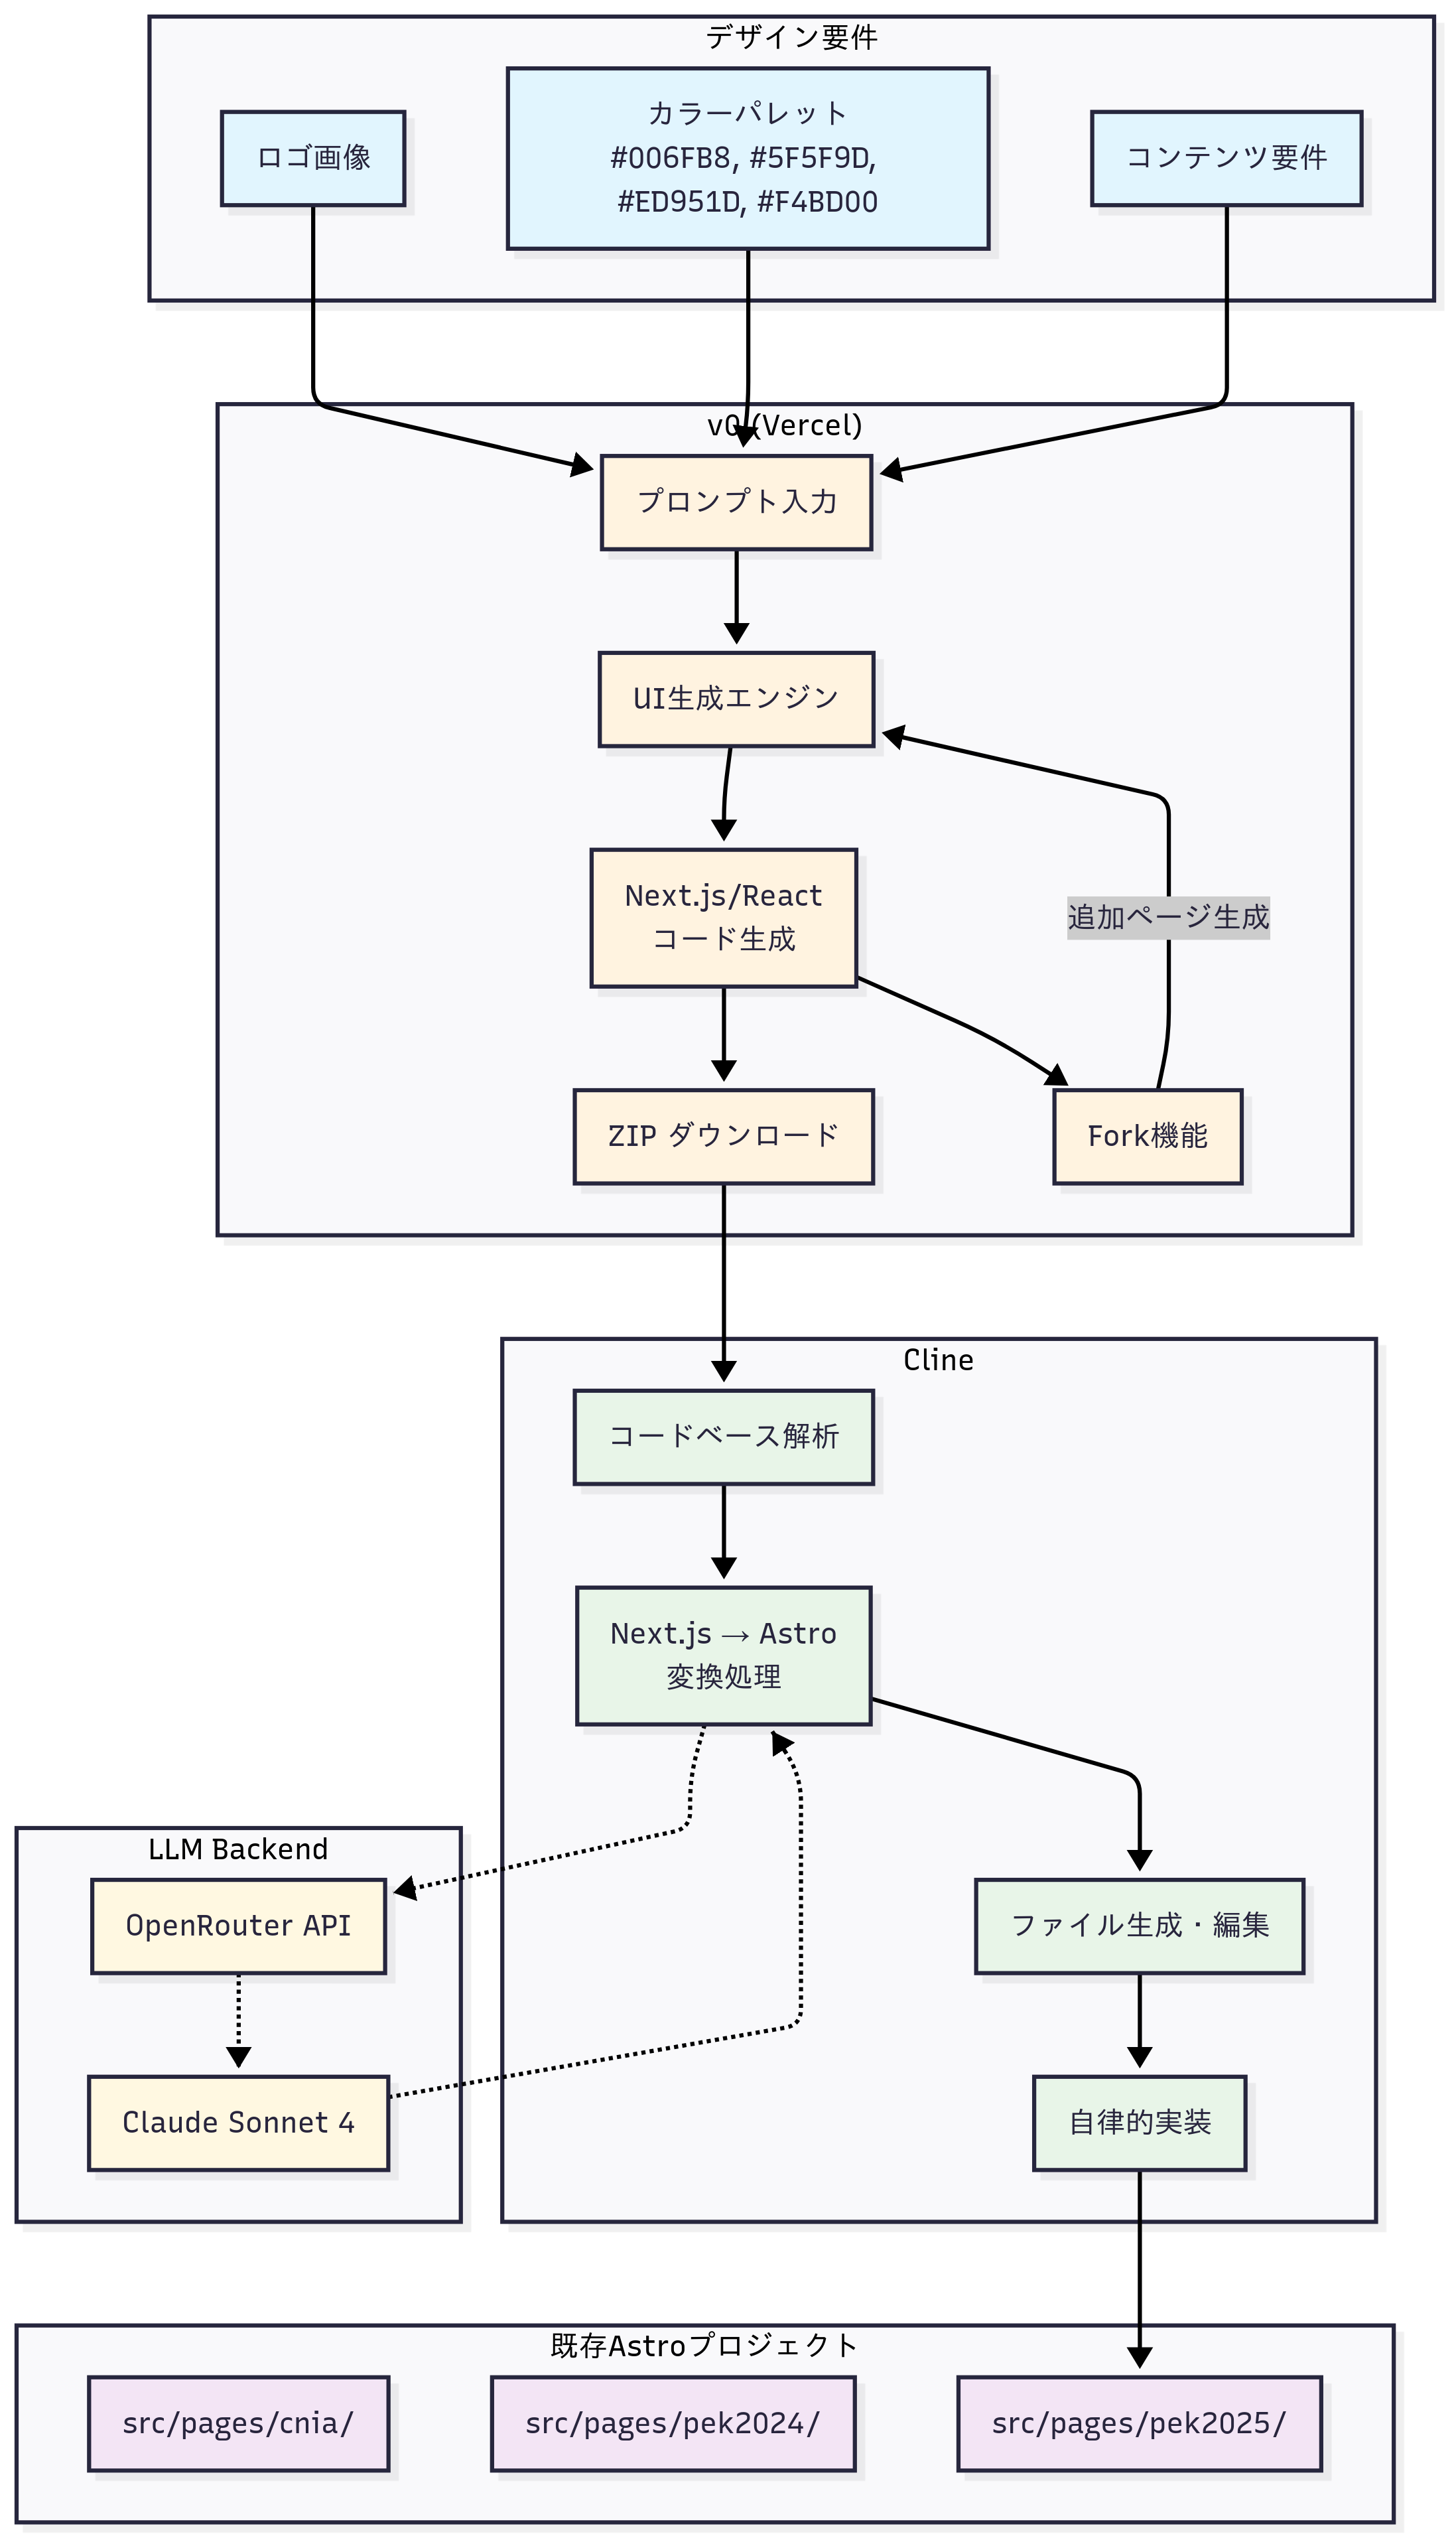 デザイン要件
ロゴ画像
カラーパレット
#006FB8, #5F5F9D,
#ED951D, #F4BD00
コンテンツ要件
v0 (Vercel)
プロンプト入力
UI生成エンジン
Next.js/React
コード生成
追加ページ生成
ZIP ダウンロード
Fork機能
Cline
コードベース解析
Next.js → Astro
変換処理
LLM Backend
OpenRouter API
ファイル生成・編集
Claude Sonnet 4
自律的実装
既存Astroプロジェクト
src/pages/cnia/
src/pages/pek2024/
src/pages/pek2025/